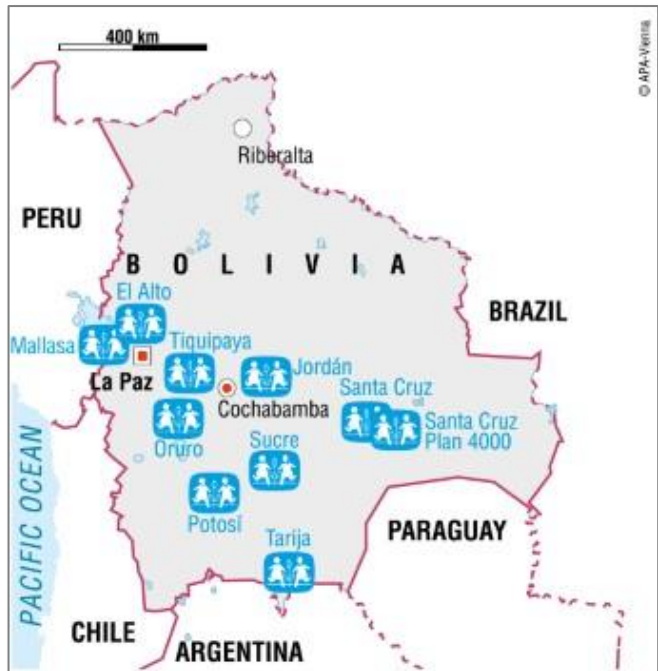 400 km
© APA-Vienna
Riberalta
PERU
BOLIVIA
El Alto
BRAZIL
Mallasa
Tiquipaya
Jordán
La Paz
Santa Cruz
Cochabamba
Santa Cruz
Plan 4000
Oruro
Sucre
Potosí
PACIFIC OCEAN
Tarija
PARAGUAY
CHILE
ARGENTINA